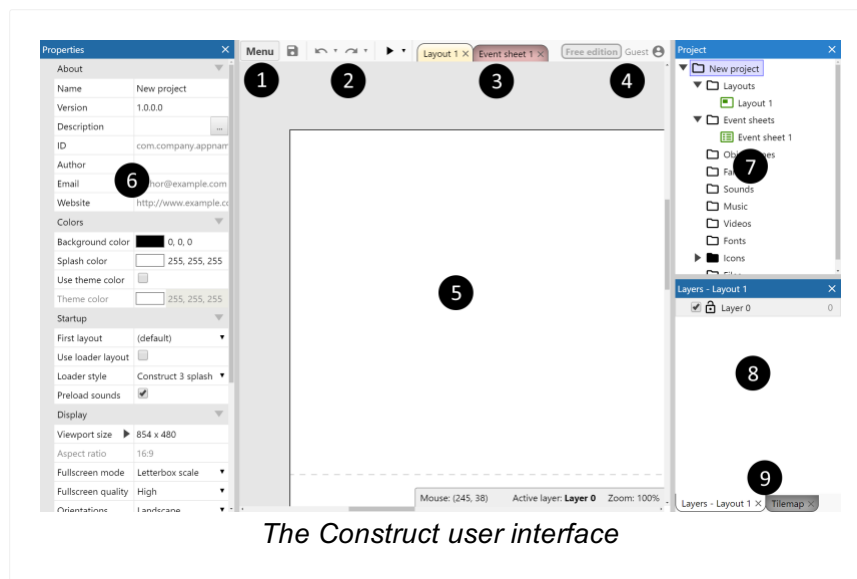 Properties
About
Name New project
Version 1.0.0.0
Description ...
ID com.company.appnam
Author
Email hor@example.com
Website http://www.example.co
Colors
Background color 0, 0, 0
Splash color 255, 255, 255
Use theme color
Theme color 255, 255, 255
Startup
First layout (default)
Use loader layout
Loader style Construct 3 splash
Preload sounds
Display
Viewport size 854 x 480
Aspect ratio 16:9
Fullscreen mode Letterbox scale
Fullscreen quality High
Orientations Landscape
6
Menu Layout 1 Event sheet 1 Free edition Guest
1 2 3 4
5
Mouse: (245, 38) Active layer: Layer 0 Zoom: 100%
Project
New project
Layouts
Layout 1
Event sheets
Event sheet 1
Sounds
Music
Videos
Fonts
Icons
7
Layers - Layout 1
Layer 0 0
8
9
Layers - Layout 1 Tilemap
The Construct user interface